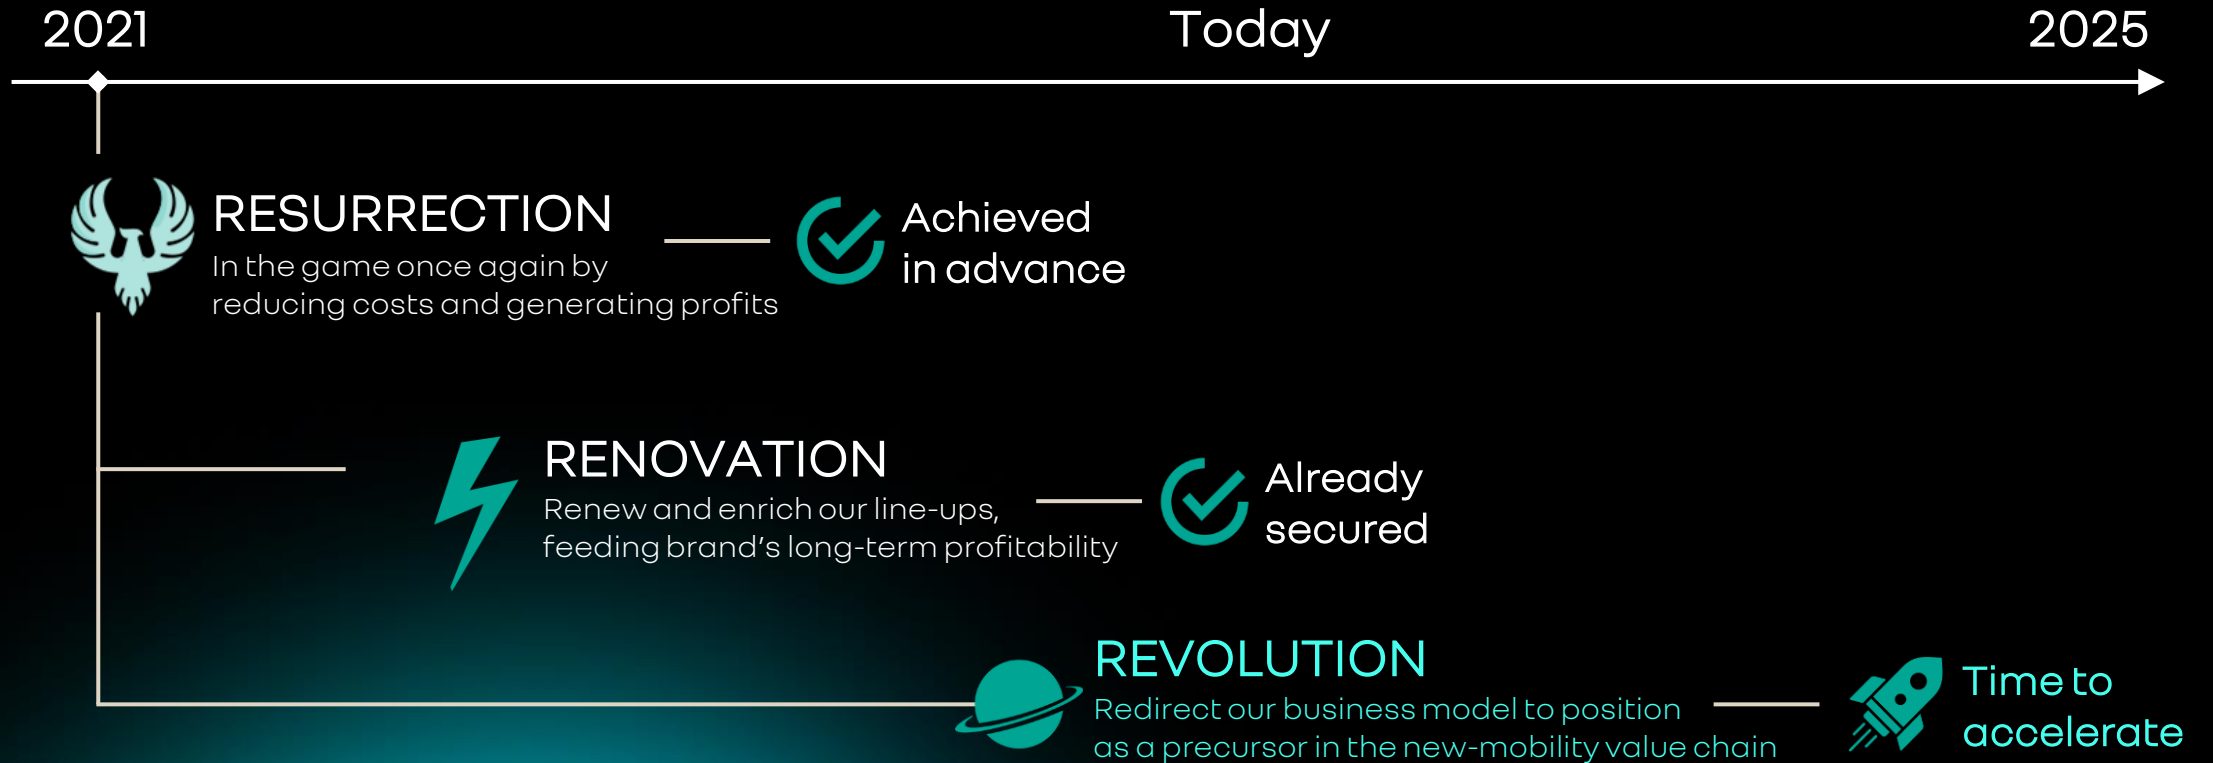 2021
Today
2025
RESURRECTION
In the game once again by
reducing costs and generating profits
Achieved
in advance
RENOVATION
Renew and enrich our line-ups,
feeding brand’s long-term profitability
Already
secured
REVOLUTION
Redirect our business model to position
as a precursor in the new-mobility value chain
Time to
accelerate